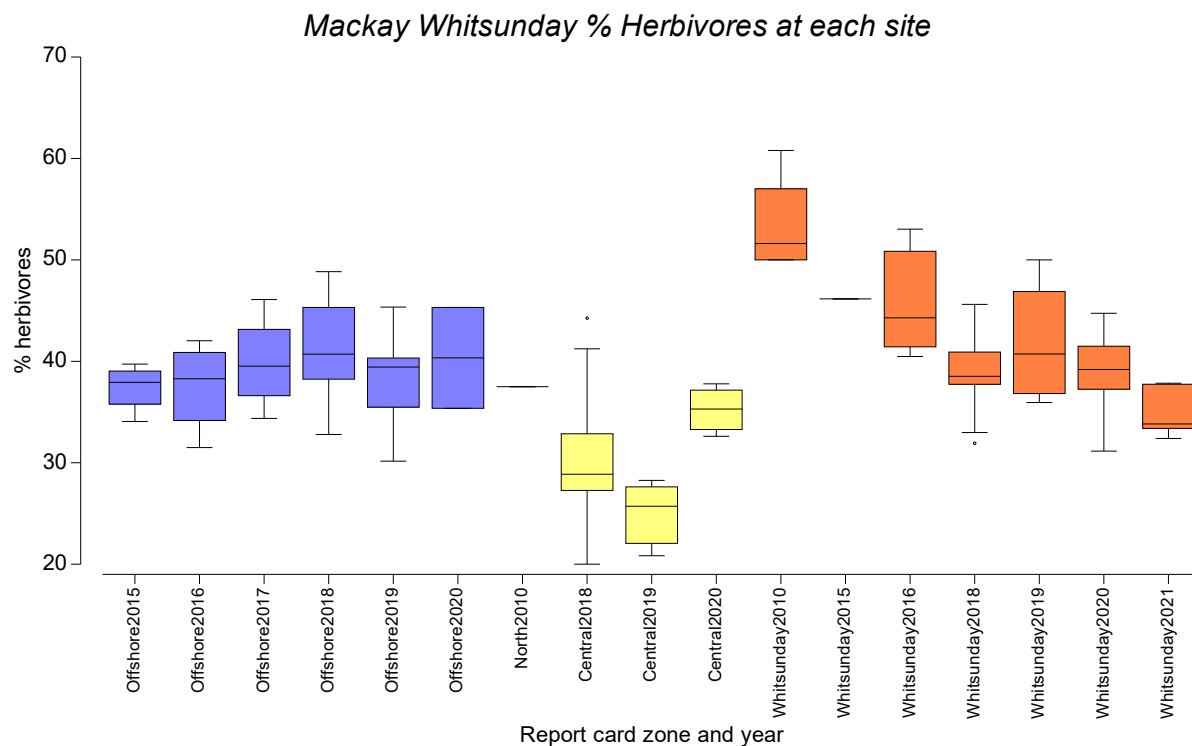 Mackay Whitsunday % Herbivores at each site
70
60
50
40
30
20
% herbivores
Offshore2015
Offshore2016
Offshore2017
Offshore2018
Offshore2019
Offshore2020
North2010
Central2018
Central2019
Central2020
Whitsunday2010
Whitsunday2015
Whitsunday2016
Whitsunday2018
Whitsunday2019
Whitsunday2020
Whitsunday2021
Report card zone and year